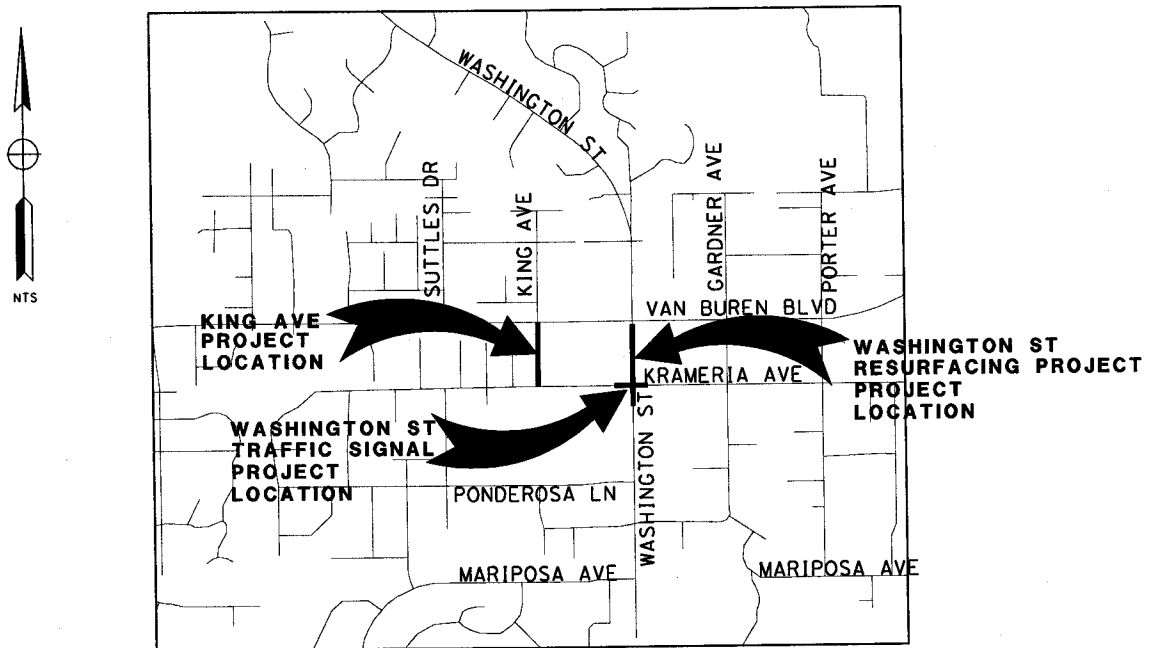 WASHINGTON ST
SUTTLES DR
KING AVE
GARDNER AVE
PORTER AVE
NTS
VAN BUREN BLVD
KING AVE
PROJECT
LOCATION
WASHINGTON ST
RESURFACING PROJECT
PROJECT
LOCATION
KRAMERIA AVE
WASHINGTON ST
TRAFFIC SIGNAL
PROJECT
LOCATION
PONDEROSA LN
WASHINGTON ST
MARIPOSA AVE
MARIPOSA AVE